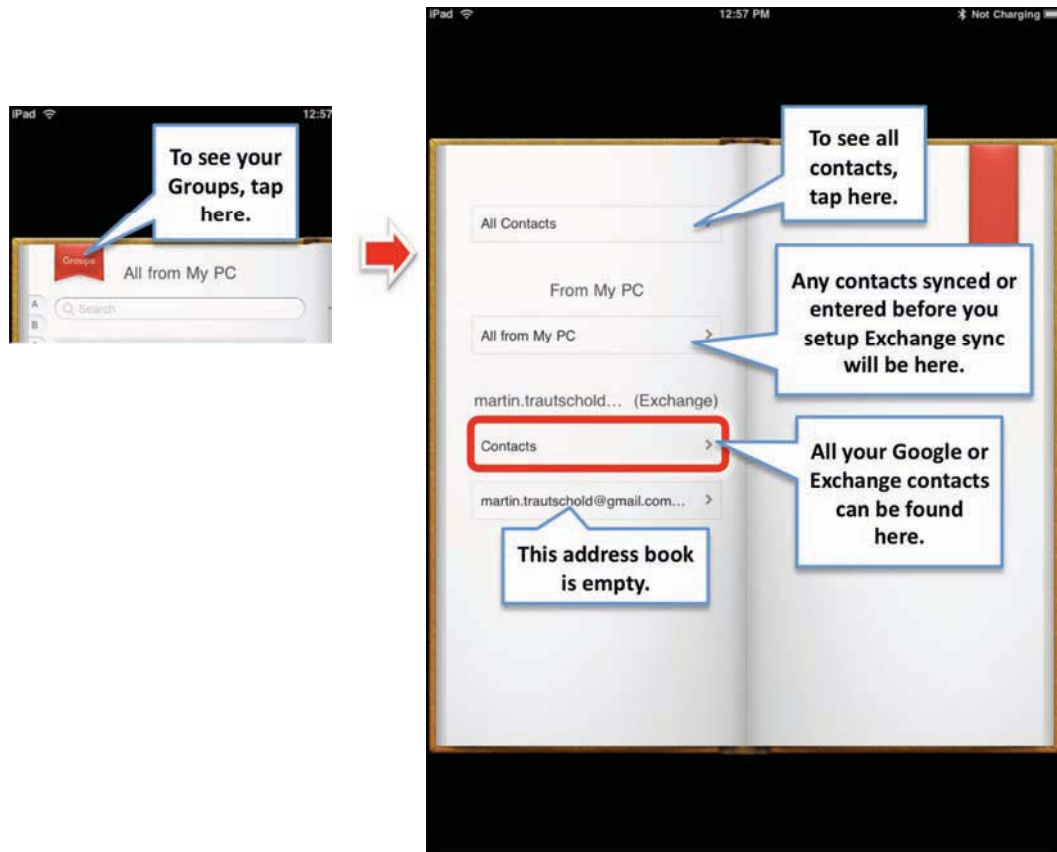 iPad
12:57
To see your
Groups, tap
here.
Groups
All from My PC
A
Search
B
iPad
12:57 PM
Not Charging
To see all
contacts,
tap here.
All Contacts
From My PC
Any contacts synced or
entered before you
setup Exchange sync
will be here.
All from My PC
martin.trautschold... (Exchange)
Contacts
All your Google or
Exchange contacts
can be found
here.
martin.trautschold@gmail.com...
This address book
is empty.